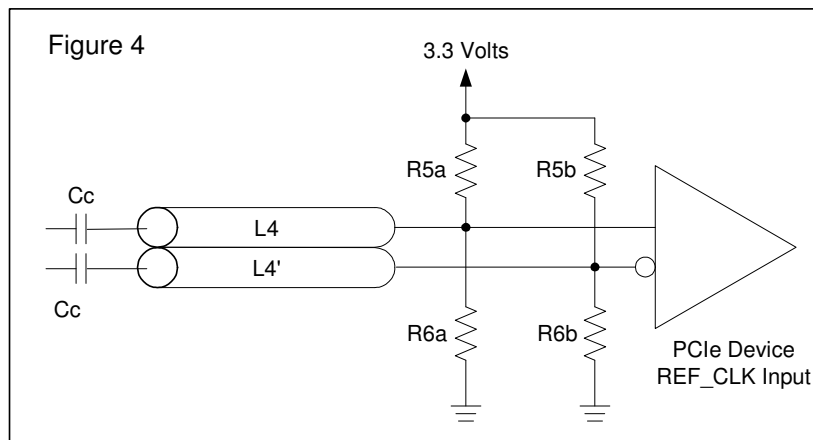 Figure 4
3.3 Volts
R5a
R5b
Cc
L4
L4'
Cc
R6a
R6b
PCIe Device
REF_CLK Input